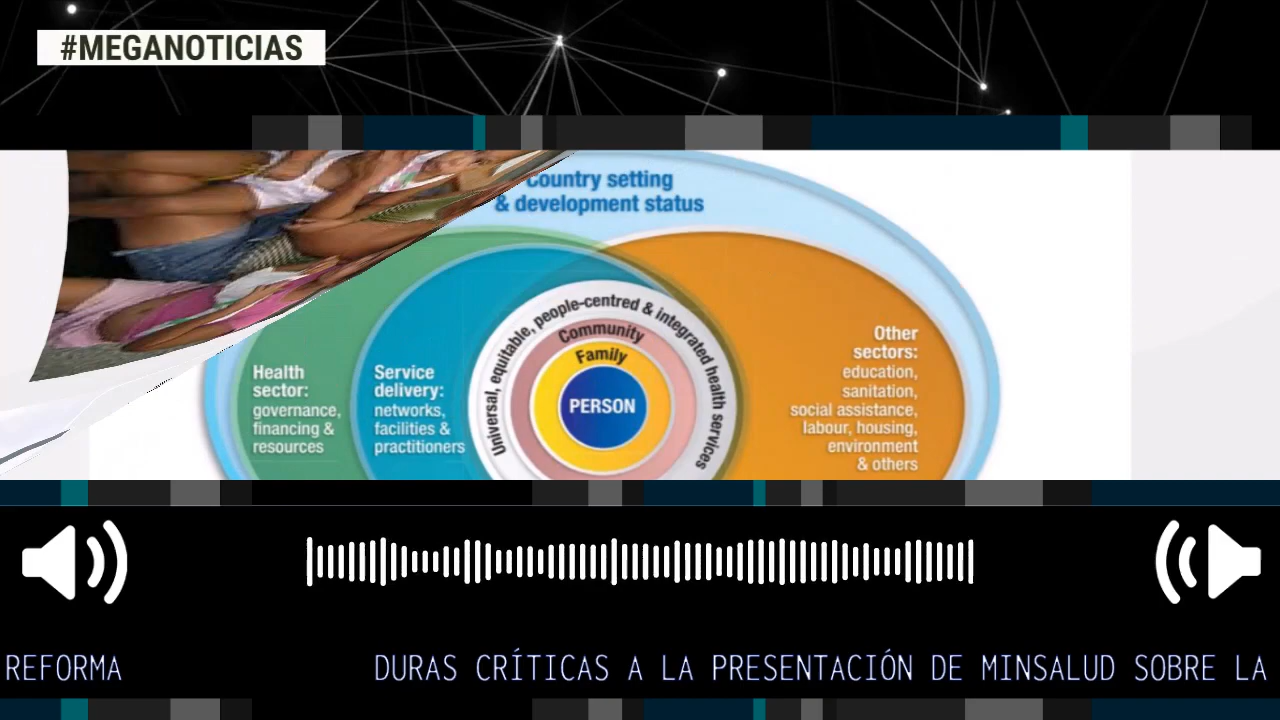 #MEGANOTICIAS
Country setting
& development status
Universal, equitable, people-centred & integrated health services
Community
Family
PERSON
Health
sector:
governance,
financing &
resources
Service
delivery:
networks,
facilities &
practitioners
Other
sectors:
education,
sanitation,
social assistance,
labour, housing,
environment
& others
REFORMA
DURAS CRÍTICAS A LA PRESENTACIÓN DE MINSALUD SOBRE LA